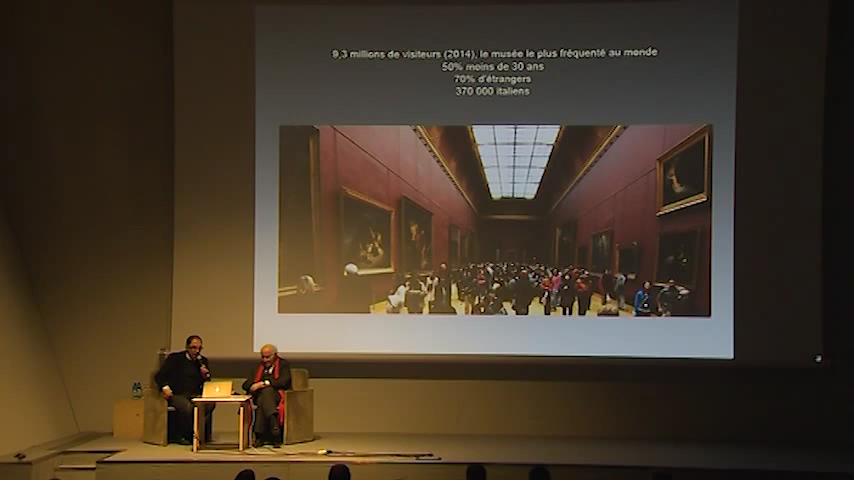 9,3 millions de visiteurs (2014), le musée le plus fréquenté au monde
50% moins de 30 ans
70% d'étrangers
370 000 italiens